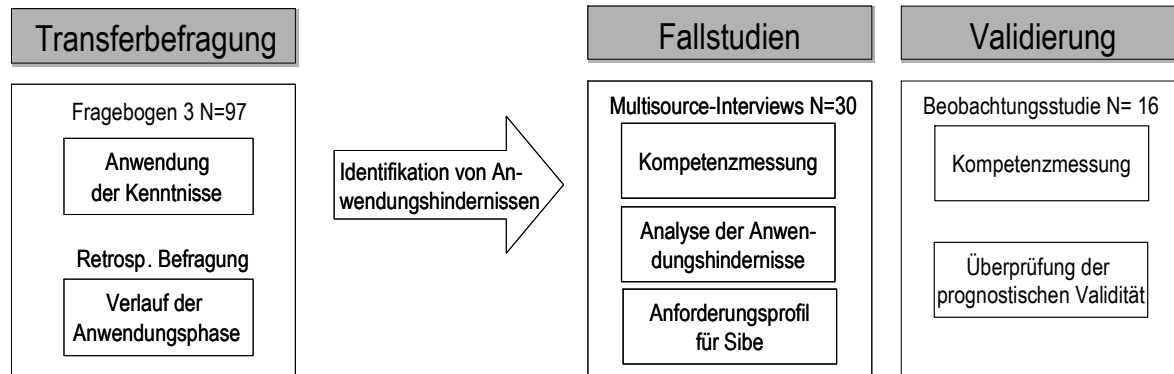 Transferbefragung
Fragebogen 3 N=97
Anwendung
der Kenntnisse
Retrosp. Befragung
Verlauf der
Anwendungsphase
Identifikation von An-
wendungshindernissen
Fallstudien
Multisource-Interviews N=30
Kompetenzmessung
Analyse der Anwen-
dungshindernisse
Anforderungsprofil
für Sibe
Validierung
Beobachtungsstudie N= 16
Kompetenzmessung
Überprüfung der
prognostischen Validität